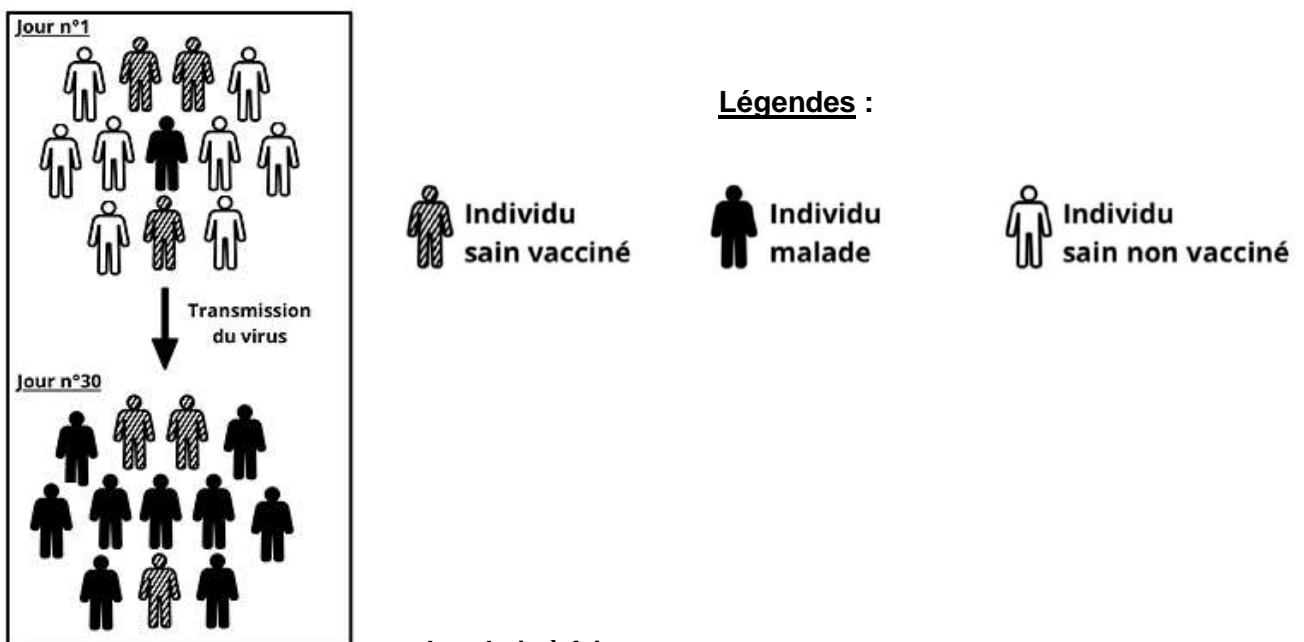 Jour n°1
Légendes :
Individu
sain vacciné
Individu
malade
Individu
sain non vacciné
Transmission
du virus
Jour n°30